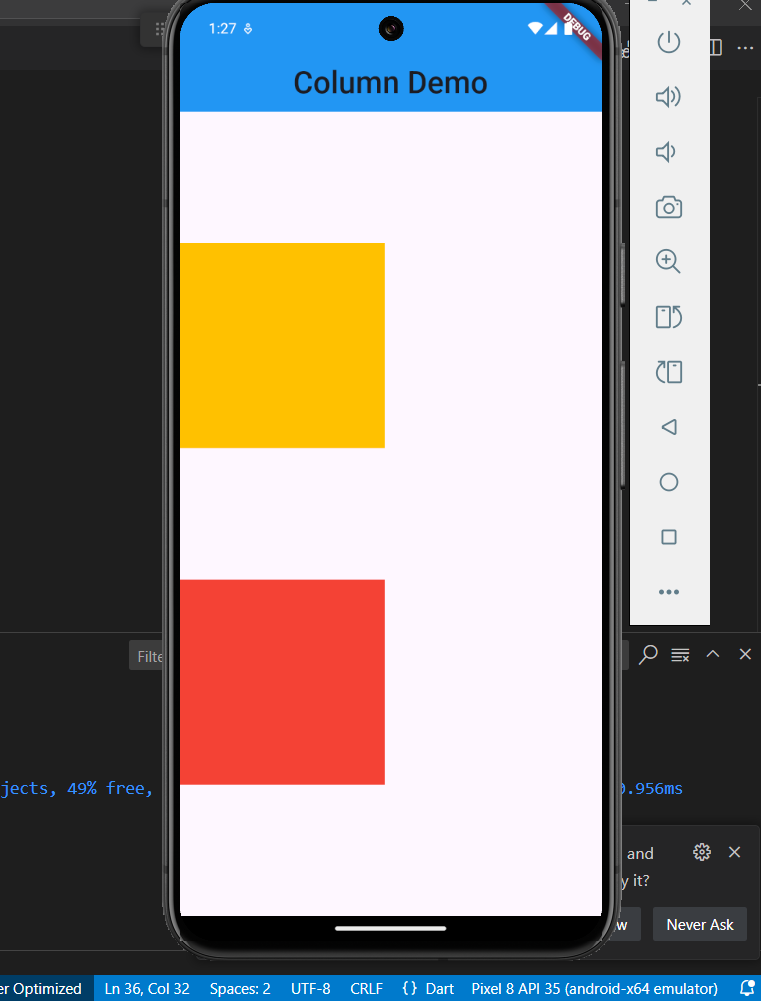 1:27
DEBUG
Column Demo
Filte
jects, 49% free,
0.956ms
and
y it?
w
Never Ask
er Optimized
Ln 36, Col 32
Spaces: 2
UTF-8
CRLF
{} Dart
Pixel 8 API 35 (android-x64 emulator)